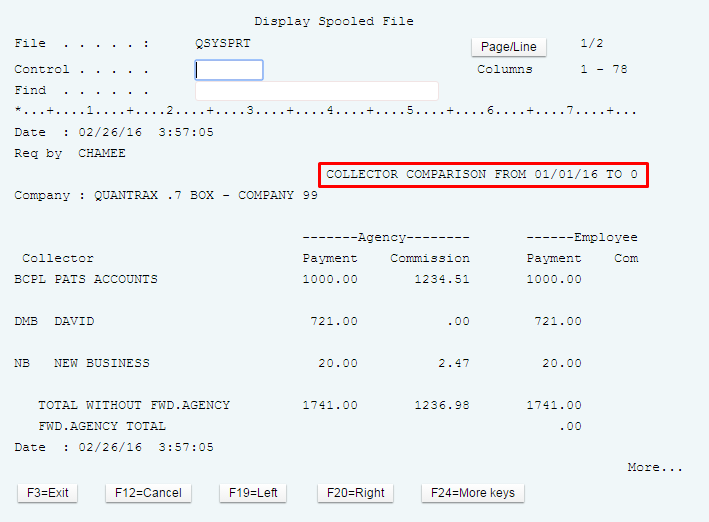 Display Spooled File
File  . . . . . :     QSYSPRT     Page/Line   1/2
Control . . . . .     Columns     1 - 78
Find  . . . . . .
*...+....1....+....2....+....3....+....4....+....5....+....6....+....7....+...
Date  : 02/26/16  3:57:05
Req by  CHAMEE
COLLECTOR COMPARISON FROM 01/01/16 TO 0
Company : QUANTRAX .7 BOX - COMPANY 99
-------Agency--------       ------Employee
Collector     Payment    Commission       Payment    Com
BCPL PATS ACCOUNTS     1000.00       1234.51       1000.00
DMB  DAVID     721.00           .00        721.00
NB   NEW BUSINESS     20.00          2.47         20.00
TOTAL WITHOUT FWD.AGENCY     1741.00       1236.98       1741.00
FWD.AGENCY TOTAL     .00
Date  : 02/26/16  3:57:05
More...
F3=Exit   F12=Cancel   F19=Left   F20=Right   F24=More keys